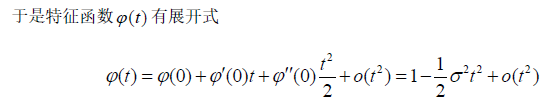 于是特征函数φ(t)有展开式
φ(t)=φ(0)+φ′(0)t+φ″(0)t²/2+o(t²)=1−1/2σ²t²+o(t²)